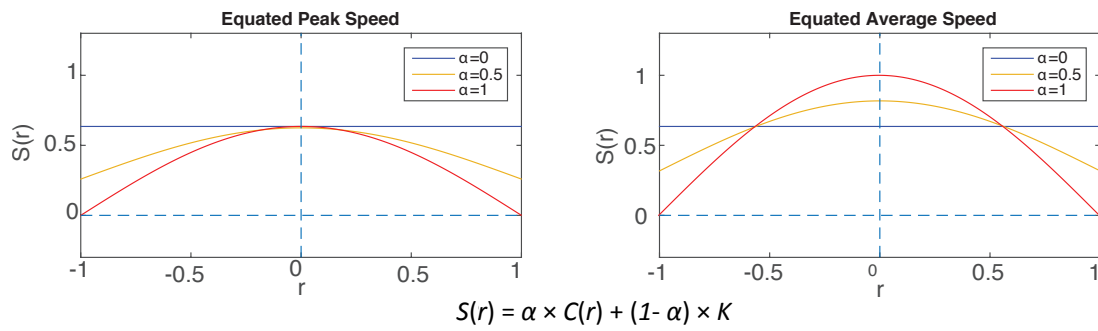 Equated Peak Speed
α=0
α=0.5
α=1
1
0.5
0
S(r)
-1
-0.5
0
0.5
1
r
Equated Average Speed
α=0
α=0.5
α=1
1
0.5
0
S(r)
-1
-0.5
0
0.5
1
r
S(r) = α × C(r) + (1- α) × K